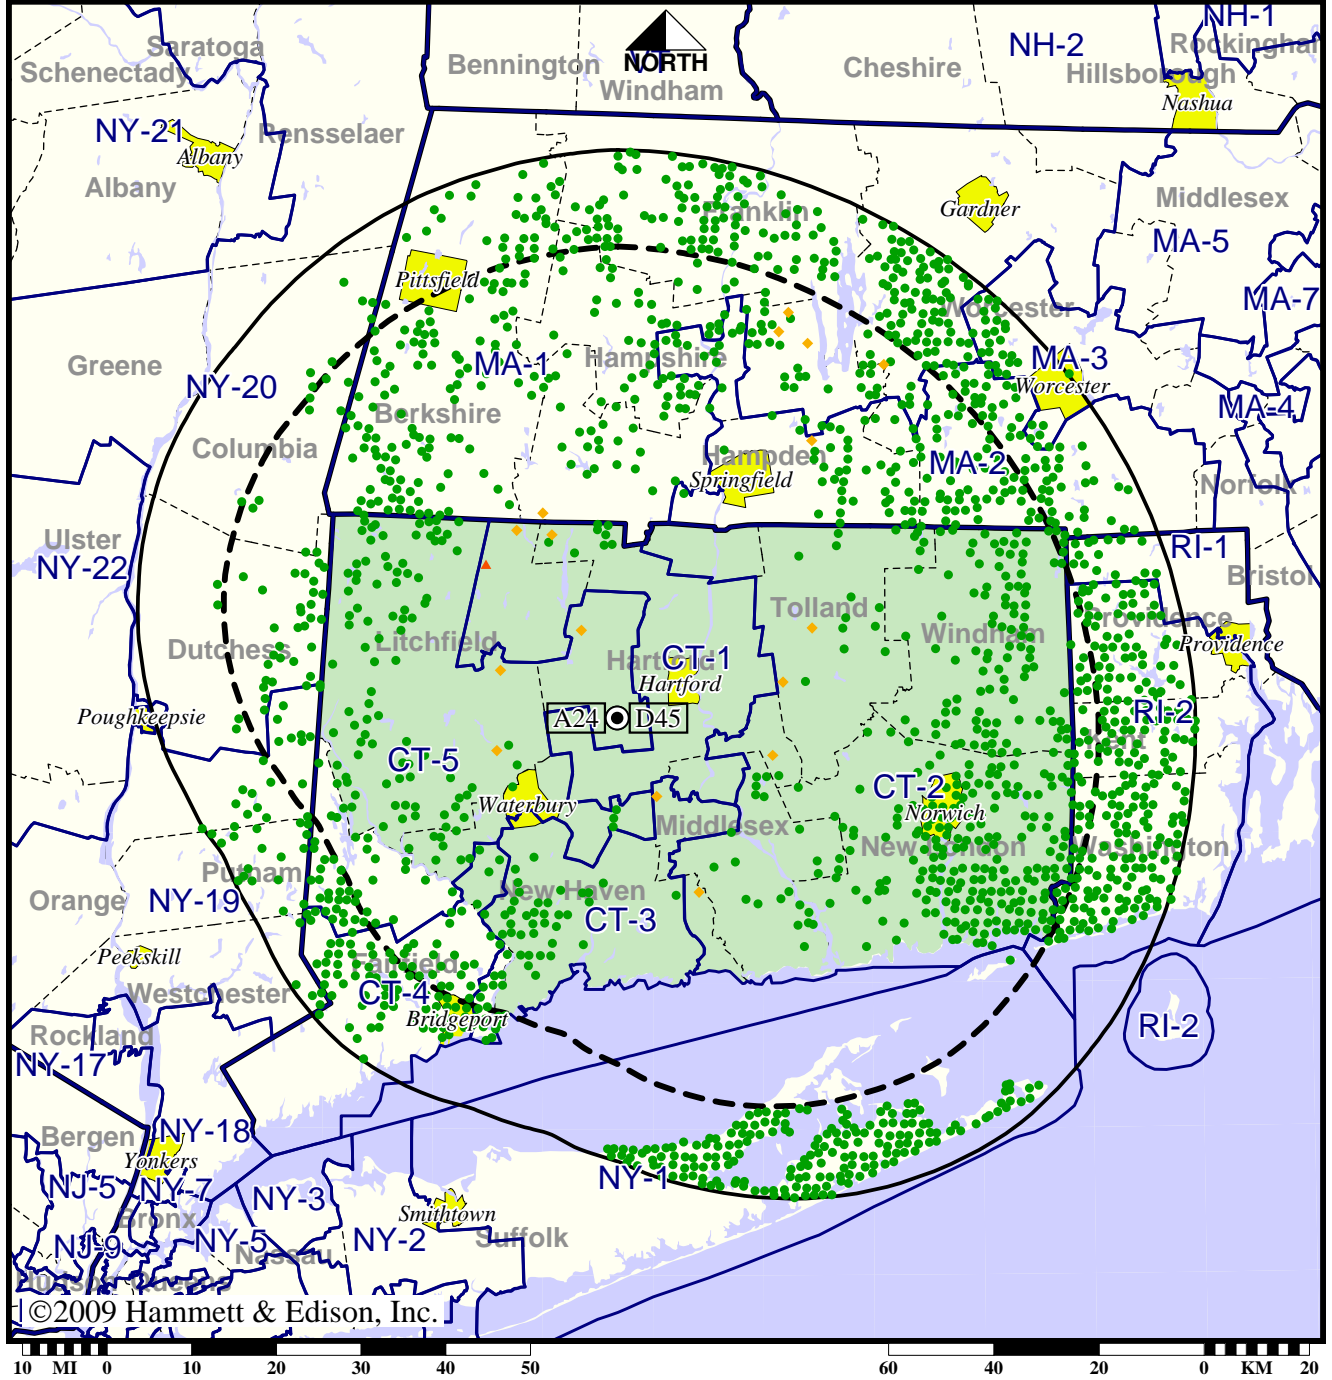 NH-1
Saratoga
NH-2
Rockingham
Schenectady
Bennington
VT
NORTH
Cheshire
Hillsborough
Windham
Nashua
NY-21
Rensselaer
Albany
Albany
Franklin
Gardner
Middlesex
MA-5
Pittsfield
MA-7
Worcester
Greene
NY-20
MA-1
Hampshire
MA-3
Worcester
Berkshire
MA-4
Columbia
Hampden
MA-2
Springfield
Norfolk
Ulster
NY-22
RI-1
Bristol
Tolland
Providence
Dutchess
Litchfield
Windham
Hartford
CT-1
Providence
Hartford
Poughkeepsie
A24
D45
RI-2
Kent
CT-5
CT-2
Waterbury
Norwich
Middlesex
New London
Washington
Putnam
Orange
NY-19
New Haven
CT-3
Peekskill
Fairfield
Westchester
CT-4
Bridgeport
RI-2
Rockland
NY-17
NY-18
Bergen
Yonkers
NY-1
NJ-5
NY-7
NY-3
Smithtown
Bronx
NJ-9
NY-5
NY-2
Suffolk
Nassau
Hudson
Queens
©2009 Hammett & Edison, Inc.
10 MI 0 10 20 30 40 50
60 40 20 0 KM 20